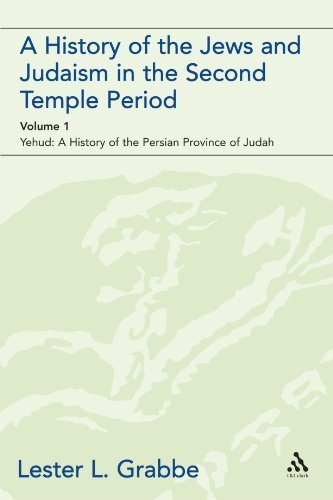 A History of the Jews and
Judaism in the Second
Temple Period
Volume 1
Yehud: A History of the Persian Province of Judah
Lester L. Grabbe
t&t clark